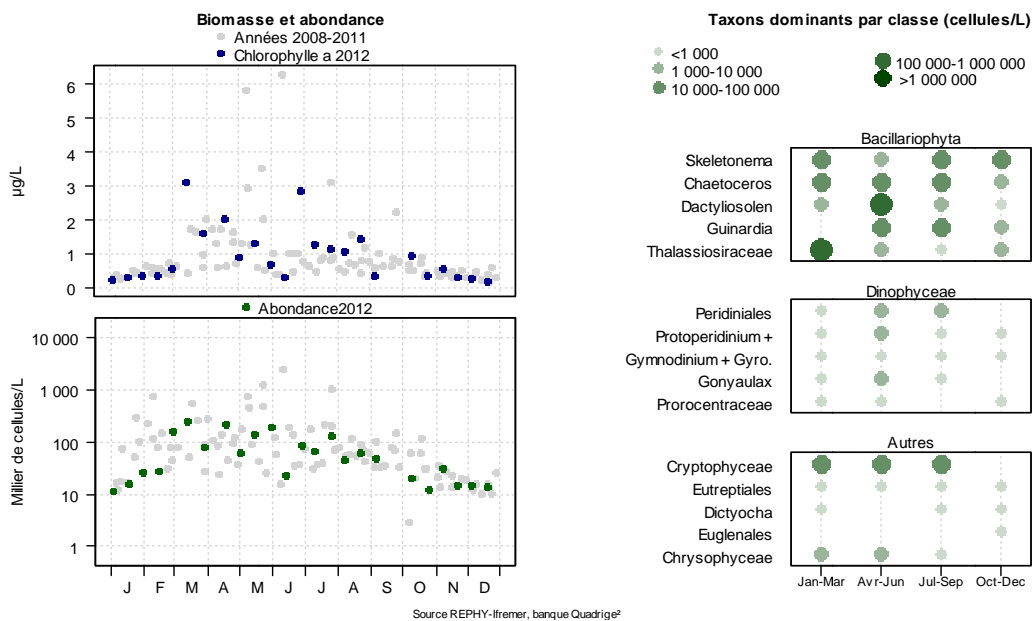 Biomasse et abondance
Années 2008-2011
Chlorophylle a 2012
µg/L
6
5
4
3
2
1
0
Abondance2012
Millier de cellules/L
10 000
1 000
100
10
1
J F M A M J J A S O N D
Taxons dominants par classe (cellules/L)
<1 000
1 000-10 000
10 000-100 000
100 000-1 000 000
>1 000 000
Bacillariophyta
Skeletonema
Chaetoceros
Dactyliosolen
Guinardia
Thalassiosiraceae
Dinophyceae
Peridiniales
Protoperidinium +
Gymnodinium + Gyro.
Gonyaulax
Prorocentraceae
Autres
Cryptophyceae
Eutreptiales
Dictyocha
Euglenales
Chrysophyceae
Jan-Mar Avr-Jun Jul-Sep Oct-Dec
Source REPHY-Ifremer, banque Quadrige²